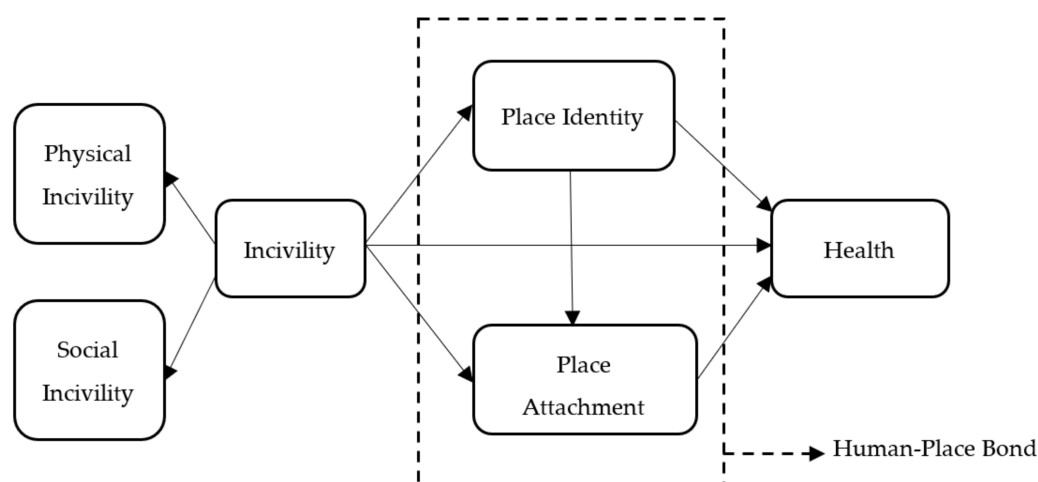 Physical
Incivility
Social
Incivility
Incivility
Place Identity
Place
Attachment
Health
Human-Place Bond